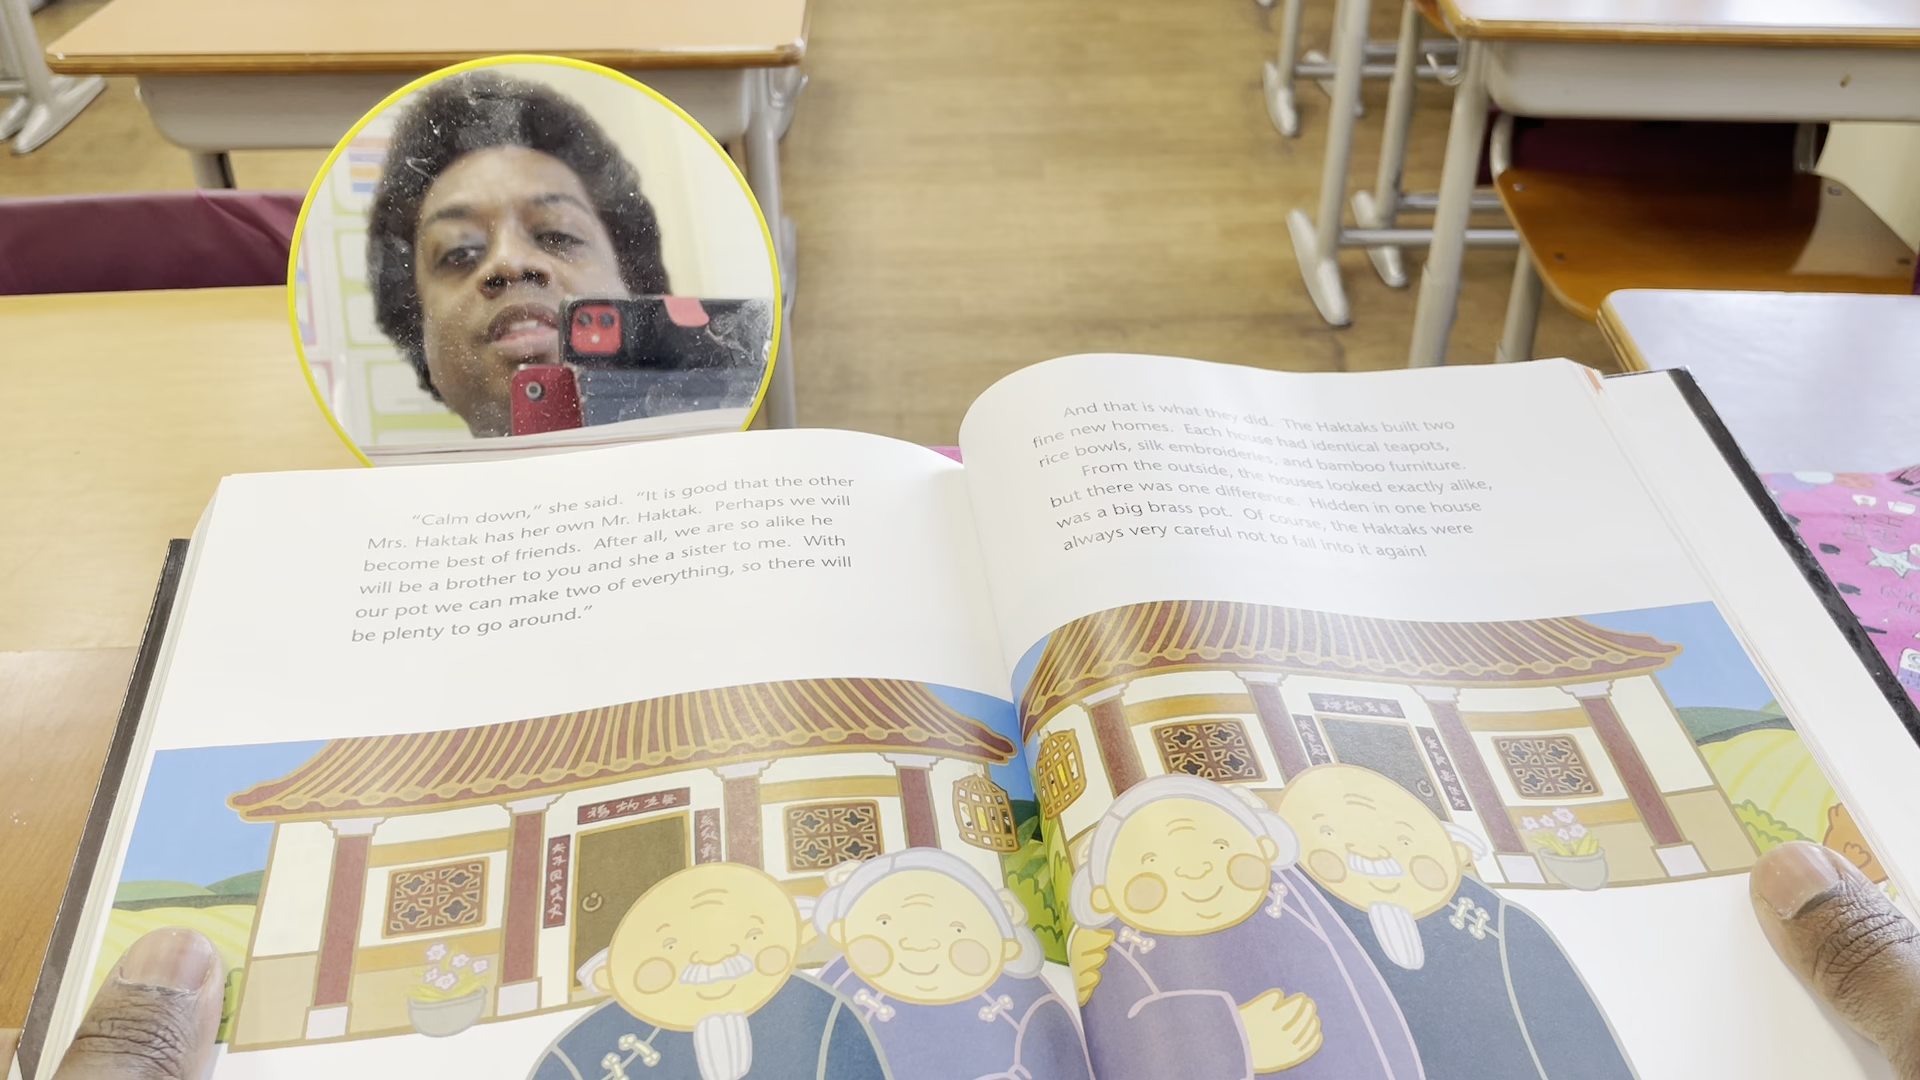 "Calm down," she said. "It is good that the other
Mrs. Haktak has her own Mr. Haktak. Perhaps we will
become best of friends. After all, we are so alike he
will be a brother to you and she a sister to me. With
our pot we can make two of everything, so there will
be plenty to go around."
And that is what they did. The Haktaks built two
fine new homes. Each house had identical teapots,
rice bowls, silk embroideries, and bamboo furniture.
From the outside, the houses looked exactly alike,
but there was one difference. Hidden in one house
was a big brass pot. Of course, the Haktaks were
always very careful not to fall into it again!